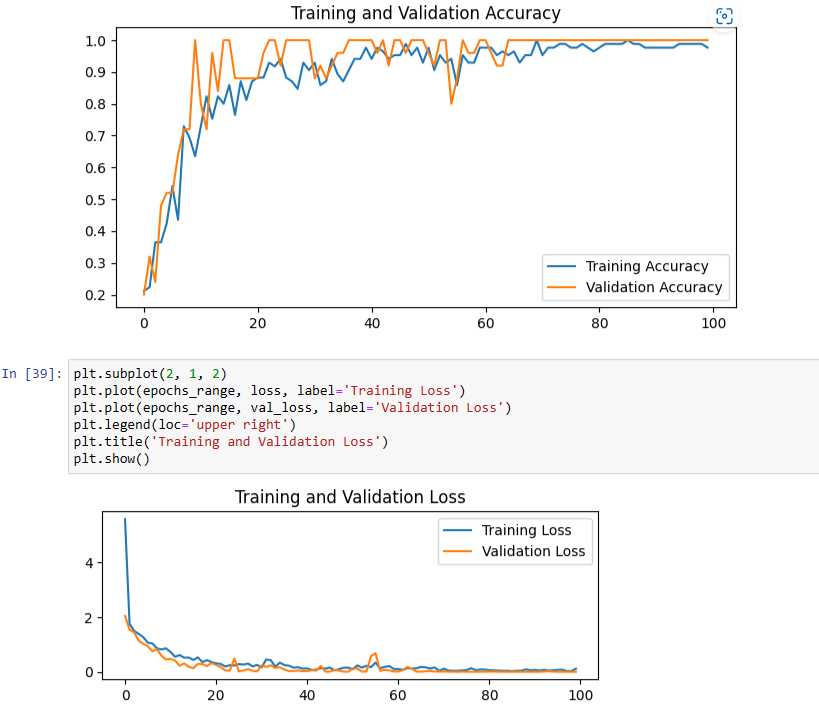 Training and Validation Accuracy
1.0
0.9
0.8
0.7
0.6
0.5
0.4
0.3
0.2
Training Accuracy
Validation Accuracy
0 20 40 60 80 100
In [39]: plt.subplot(2, 1, 2)
plt.plot(epochs_range, loss, label='Training Loss')
plt.plot(epochs_range, val_loss, label='Validation Loss')
plt.legend(loc='upper right')
plt.title('Training and Validation Loss')
plt.show()
Training and Validation Loss
Training Loss
Validation Loss
4
2
0
0 20 40 60 80 100